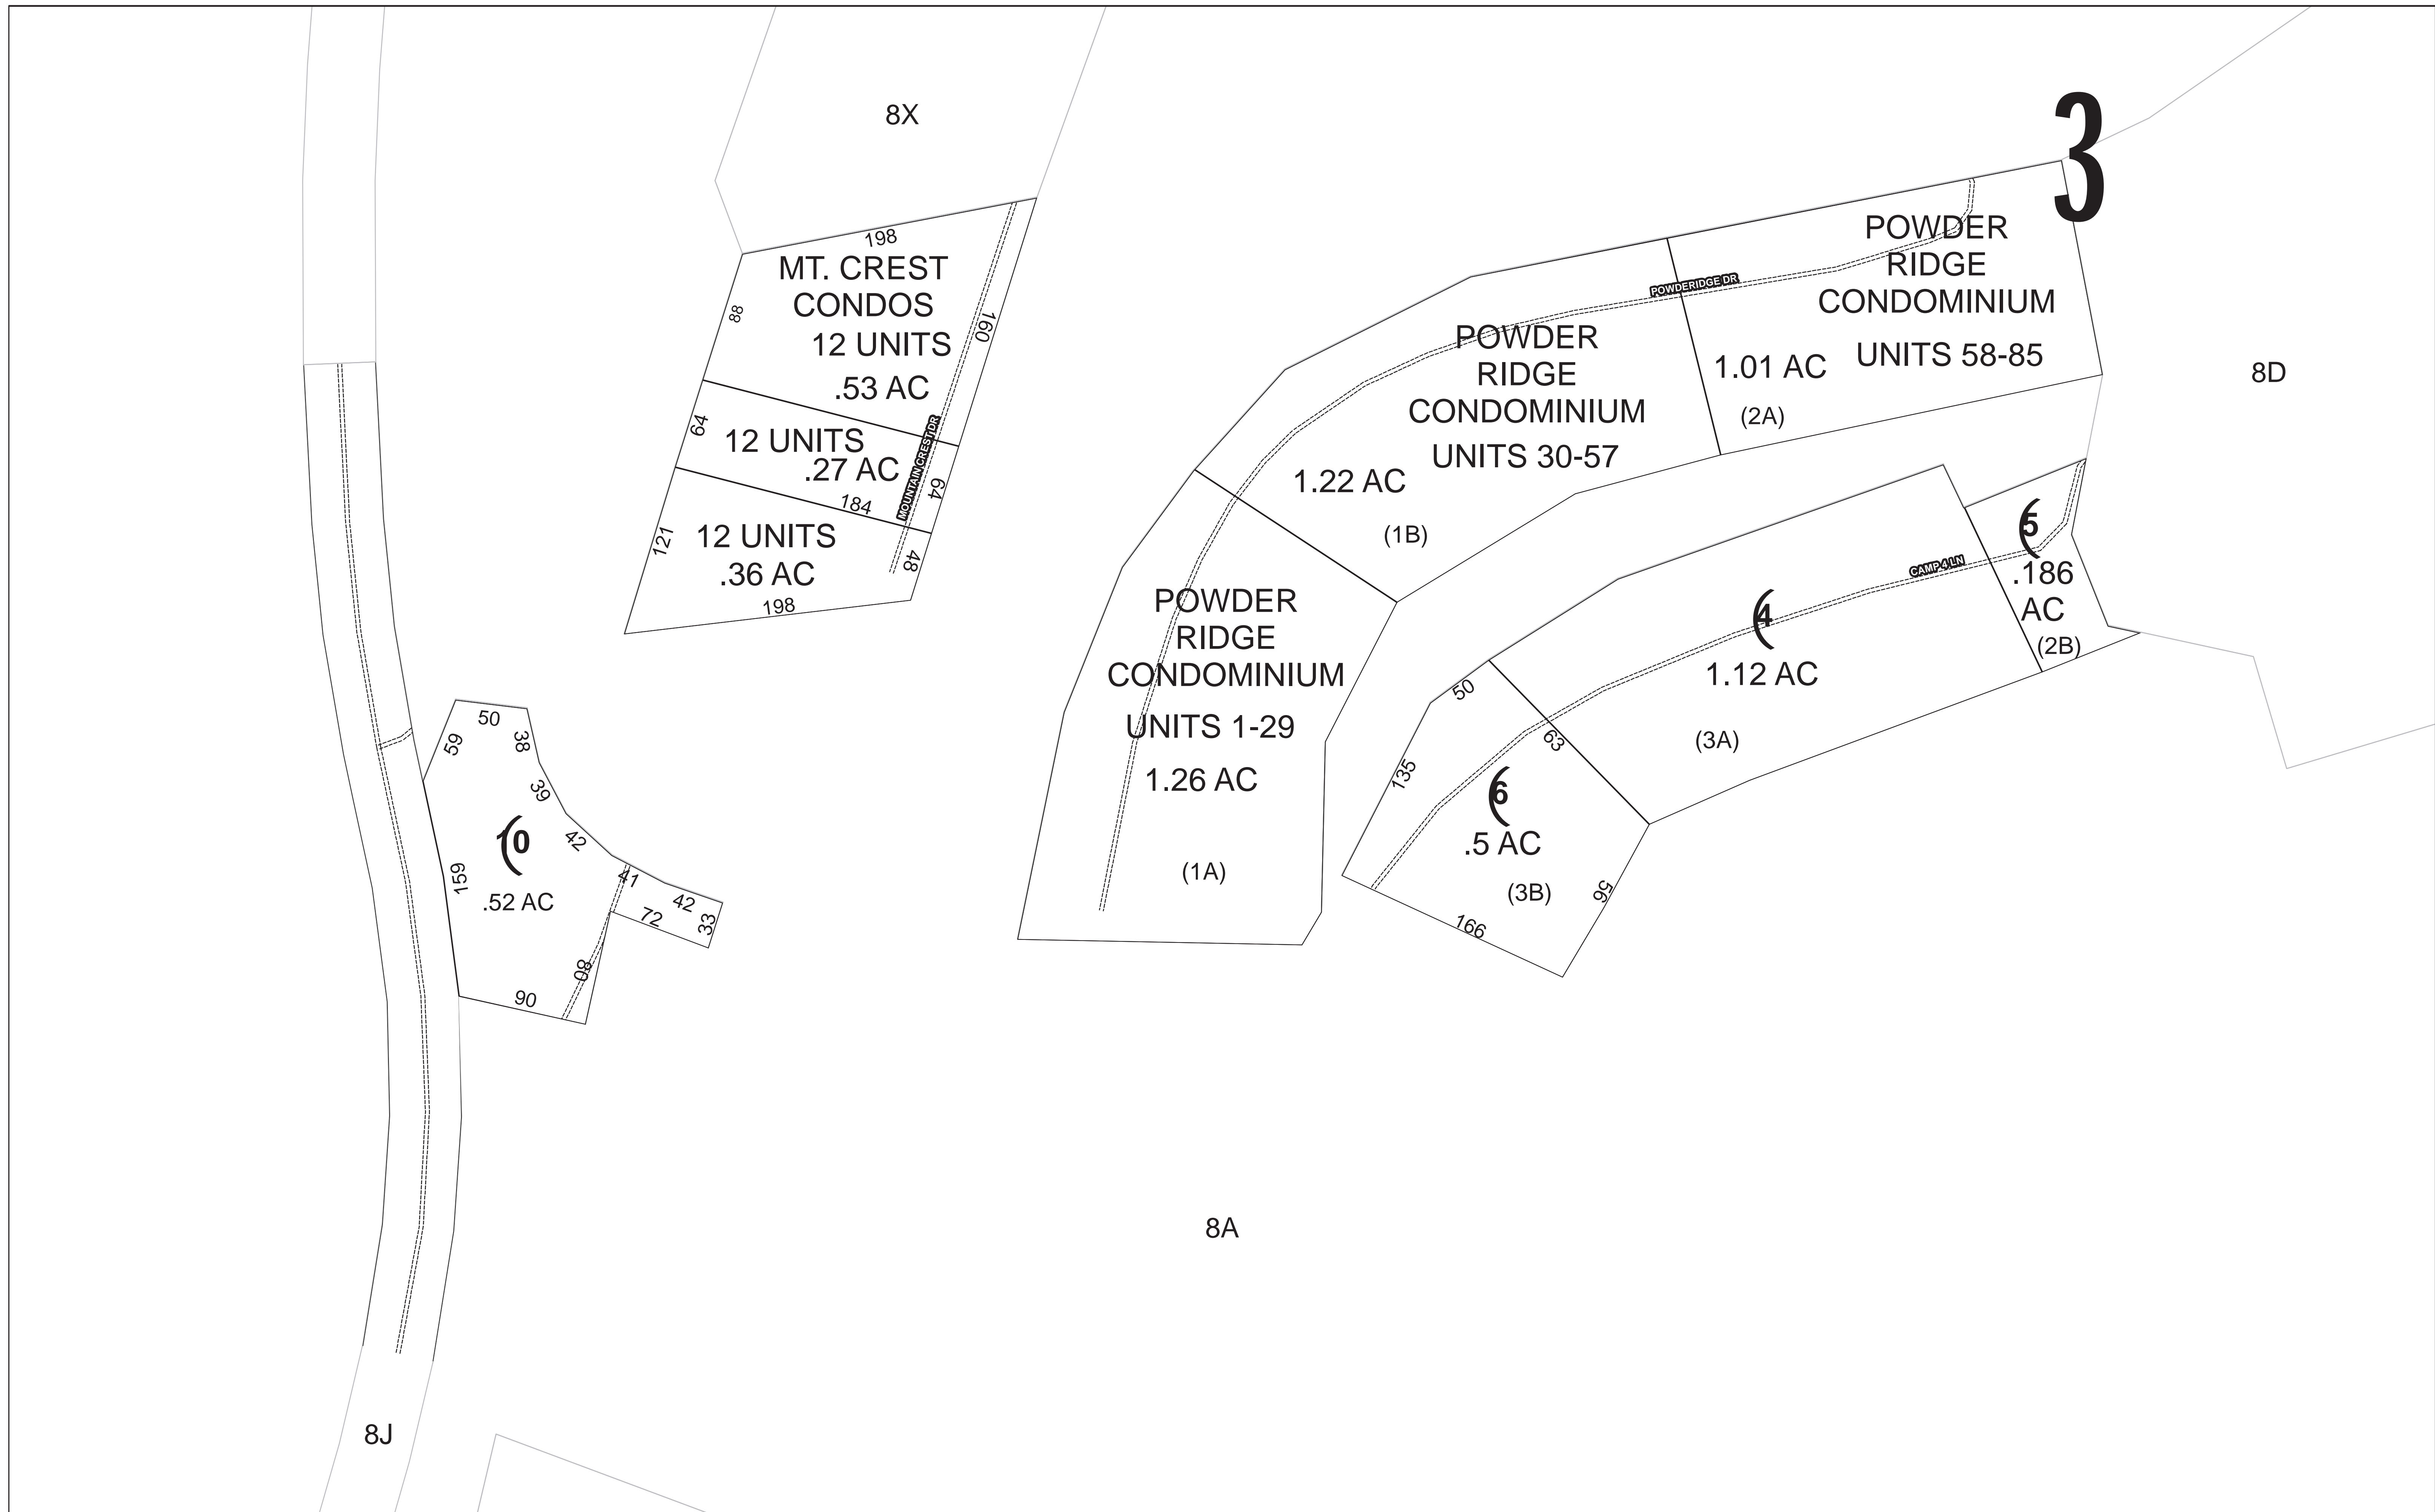 8X
3
198
MT. CREST
CONDOS
12 UNITS
.53 AC
88
160
64
12 UNITS
.27 AC
184
MOUNTAIN CREST DR
64
121
12 UNITS
.36 AC
48
198
POWDER
RIDGE
CONDOMINIUM
UNITS 58-85
1.01 AC
(2A)
POWDERIDGE DR
POWDER
RIDGE
CONDOMINIUM
UNITS 30-57
1.22 AC
(1B)
8D
(5
.186
AC
(2B)
CAMP 4 LN
(4
1.12 AC
(3A)
POWDER
RIDGE
CONDOMINIUM
UNITS 1-29
1.26 AC
(1A)
50
63
135
(6
.5 AC
(3B)
56
166
50
59
38
39
42
(10
.52 AC
159
41
42
72
33
80
90
8A
8J